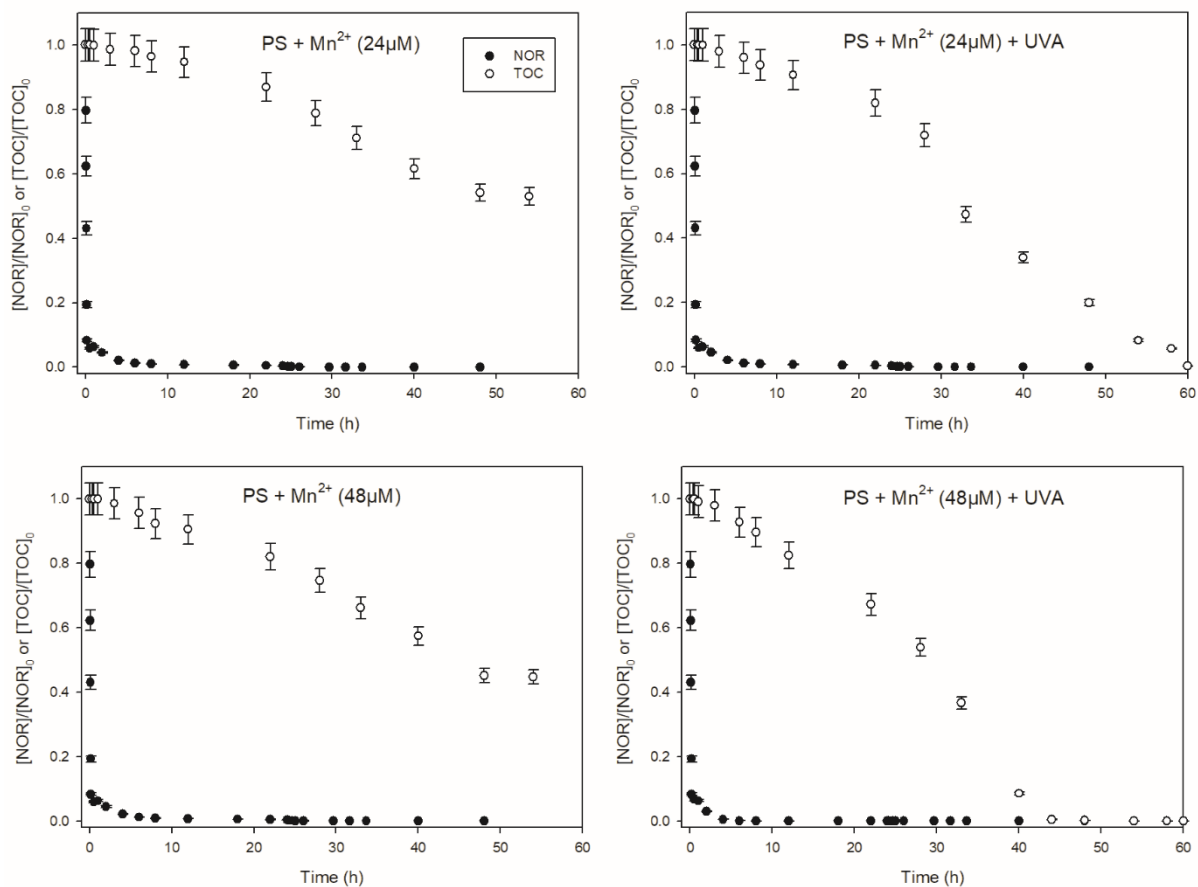 PS + Mn²⁺ (24µM)
NOR
TOC
[NOR]/[NOR]₀ or [TOC]/[TOC]₀
1.0
0.8
0.6
0.4
0.2
0.0
0 10 20 30 40 50 60
Time (h)
PS + Mn²⁺ (24µM) + UVA
[NOR]/[NOR]₀ or [TOC]/[TOC]₀
1.0
0.8
0.6
0.4
0.2
0.0
0 10 20 30 40 50 60
Time (h)
PS + Mn²⁺ (48µM)
[NOR]/[NOR]₀ or [TOC]/[TOC]₀
1.0
0.8
0.6
0.4
0.2
0.0
0 10 20 30 40 50 60
Time (h)
PS + Mn²⁺ (48µM) + UVA
[NOR]/[NOR]₀ or [TOC]/[TOC]₀
1.0
0.8
0.6
0.4
0.2
0.0
0 10 20 30 40 50 60
Time (h)